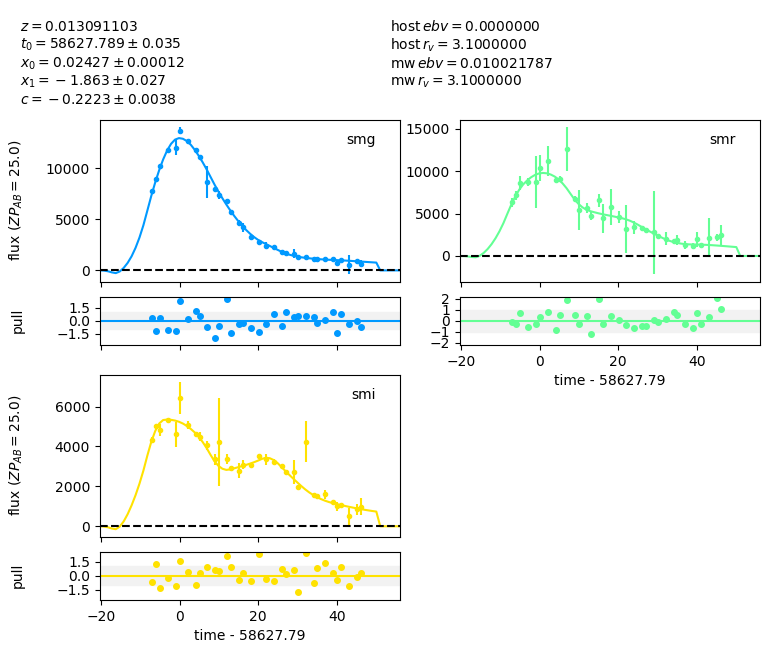 z = 0.013091103
t₀ = 58627.789 ± 0.035
x₀ = 0.02427 ± 0.00012
x₁ = −1.863 ± 0.027
c = −0.2223 ± 0.0038
host ebv = 0.0000000
host r_v = 3.1000000
mw ebv = 0.010021787
mw r_v = 3.1000000
flux (ZP_AB = 25.0)
10000
5000
0
smg
15000
10000
5000
0
smr
pull
1.5
0.0
−1.5
2
1
0
−1
−2
−20
0
20
40
time - 58627.79
flux (ZP_AB = 25.0)
6000
4000
2000
0
smi
pull
1.5
0.0
−1.5
−20
0
20
40
time - 58627.79